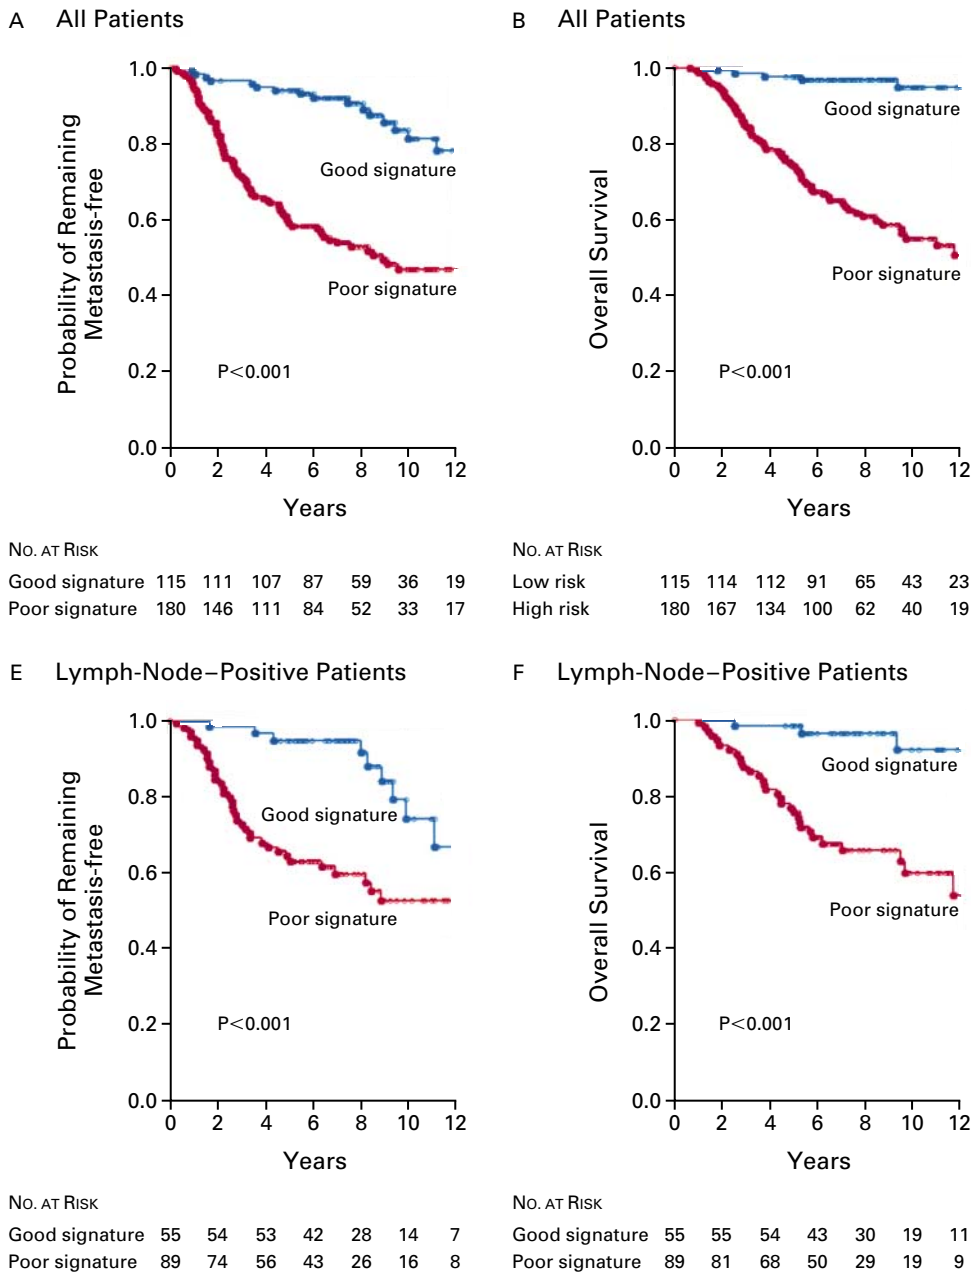 A All Patients
1.0
0.8
0.6
0.4
0.2
0.0
Probability of Remaining
Metastasis-free
Good signature
Poor signature
P<0.001
0 2 4 6 8 10 12
Years
No. at Risk
Good signature 115 111 107 87 59 36 19
Poor signature 180 146 111 84 52 33 17
B All Patients
1.0
0.8
0.6
0.4
0.2
0.0
Overall Survival
Good signature
Poor signature
P<0.001
0 2 4 6 8 10 12
Years
No. at Risk
Low risk 115 114 112 91 65 43 23
High risk 180 167 134 100 62 40 19
E Lymph-Node–Positive Patients
1.0
0.8
0.6
0.4
0.2
0.0
Probability of Remaining
Metastasis-free
Good signature
Poor signature
P<0.001
0 2 4 6 8 10 12
Years
No. at Risk
Good signature 55 54 53 42 28 14 7
Poor signature 89 74 56 43 26 16 8
F Lymph-Node–Positive Patients
1.0
0.8
0.6
0.4
0.2
0.0
Overall Survival
Good signature
Poor signature
P<0.001
0 2 4 6 8 10 12
Years
No. at Risk
Good signature 55 55 54 43 30 19 11
Poor signature 89 81 68 50 29 19 9